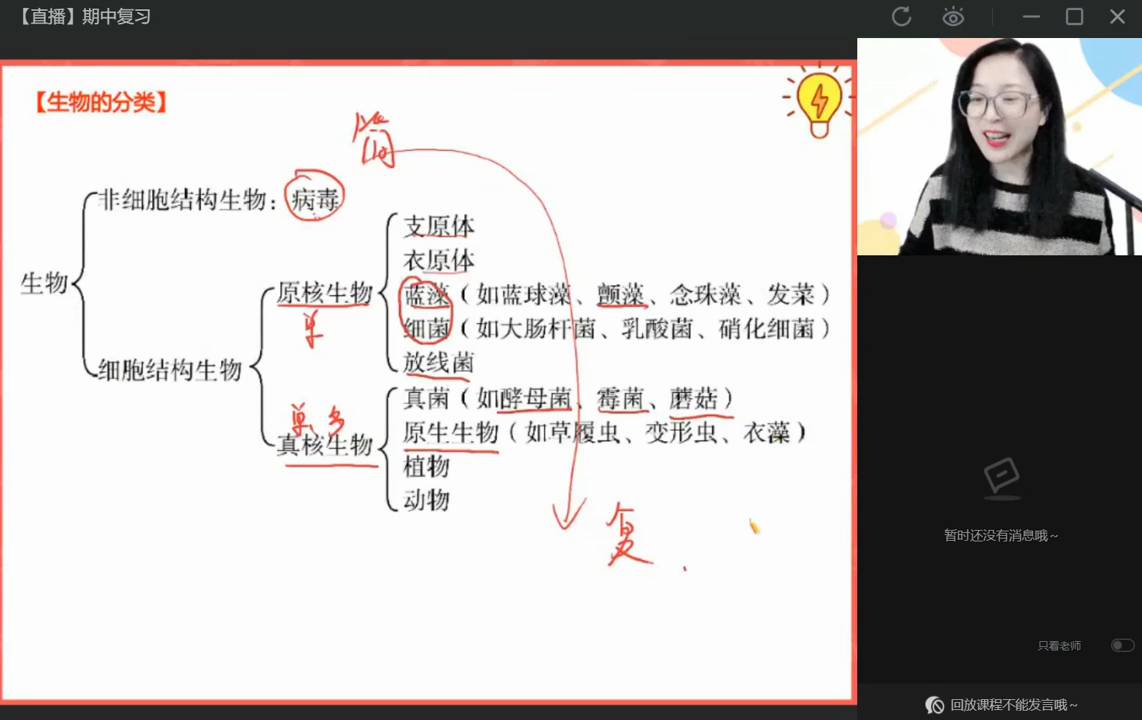 【直播】期中复习
【生物的分类】
简
非细胞结构生物：病毒
支原体
衣原体
生物
原核生物
蓝藻（如蓝球藻、颤藻、念珠藻、发菜）
单
细菌（如大肠杆菌、乳酸菌、硝化细菌）
放线菌
细胞结构生物
真菌（如酵母菌、霉菌、蘑菇）
单、多
真核生物
原生生物（如草履虫、变形虫、衣藻）
植物
动物
复
暂时还没有消息哦～
只看老师
回放课程不能发言哦～